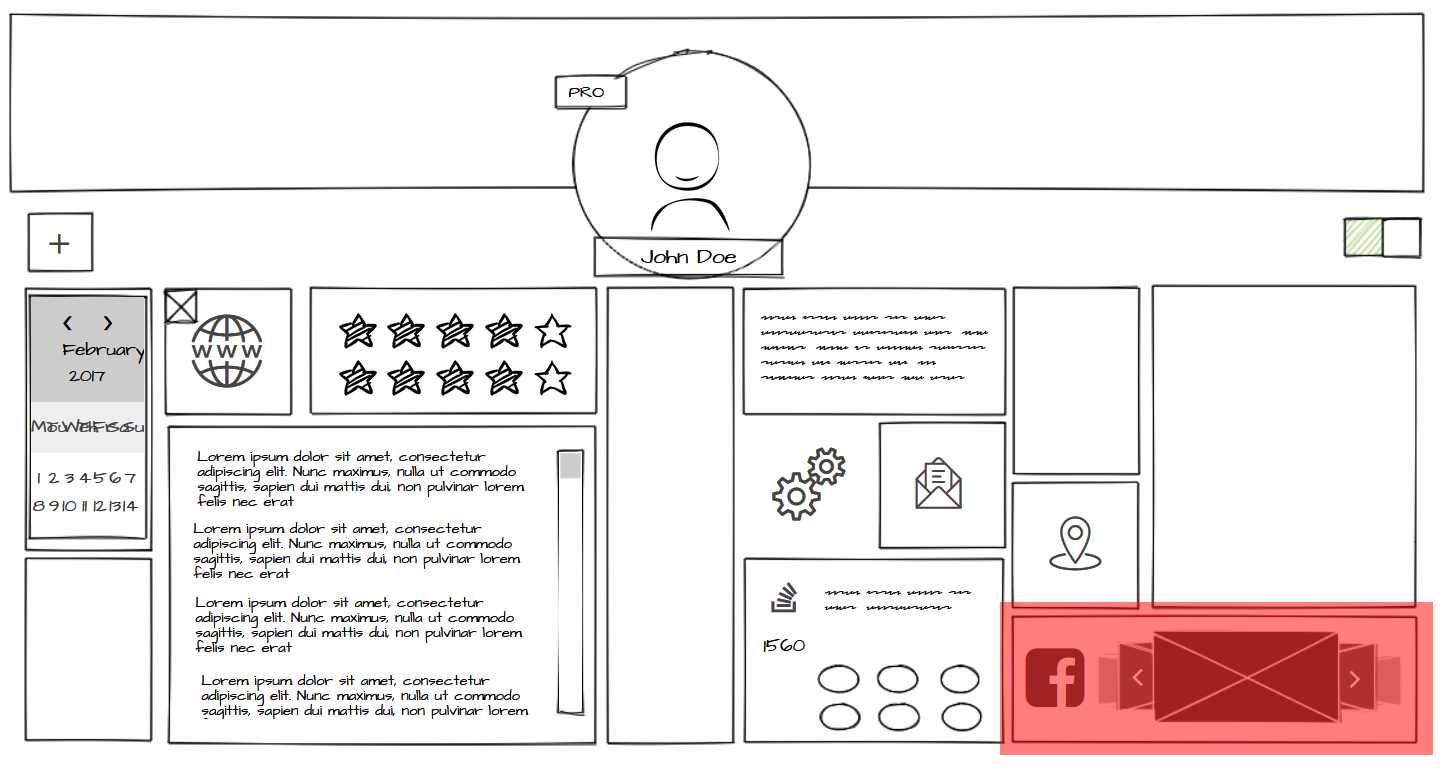 PRO
John Doe
February
2017
1 2 3 4 5 6 7
8 9 10 11 12 13 14
WWW
Lorem ipsum dolor sit amet, consectetur
adipiscing elit. Nunc maximus, nulla ut commodo
sagittis, sapien dui mattis dui, non pulvinar lorem
felis nec erat
Lorem ipsum dolor sit amet, consectetur
adipiscing elit. Nunc maximus, nulla ut commodo
sagittis, sapien dui mattis dui, non pulvinar lorem
felis nec erat
Lorem ipsum dolor sit amet, consectetur
adipiscing elit. Nunc maximus, nulla ut commodo
sagittis, sapien dui mattis dui, non pulvinar lorem
felis nec erat
Lorem ipsum dolor sit amet, consectetur
adipiscing elit. Nunc maximus, nulla ut commodo
sagittis, sapien dui mattis dui, non pulvinar lorem
1560